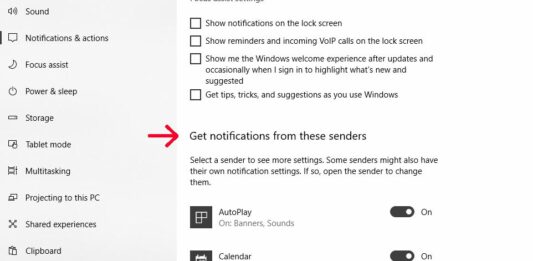 Focus assist settings
Sound
Show notifications on the lock screen
Notifications & actions
Show reminders and incoming VoIP calls on the lock screen
Show me the Windows welcome experience after updates and
occasionally when I sign in to highlight what's new and
suggested
Focus assist
Power & sleep
Get tips, tricks, and suggestions as you use Windows
Storage
Get notifications from these senders
Tablet mode
Select a sender to see more settings. Some senders might also have
their own notification settings. If so, open the sender to change
them.
Multitasking
Projecting to this PC
AutoPlay
On: Banners, Sounds
On
Shared experiences
Clipboard
Calendar
On